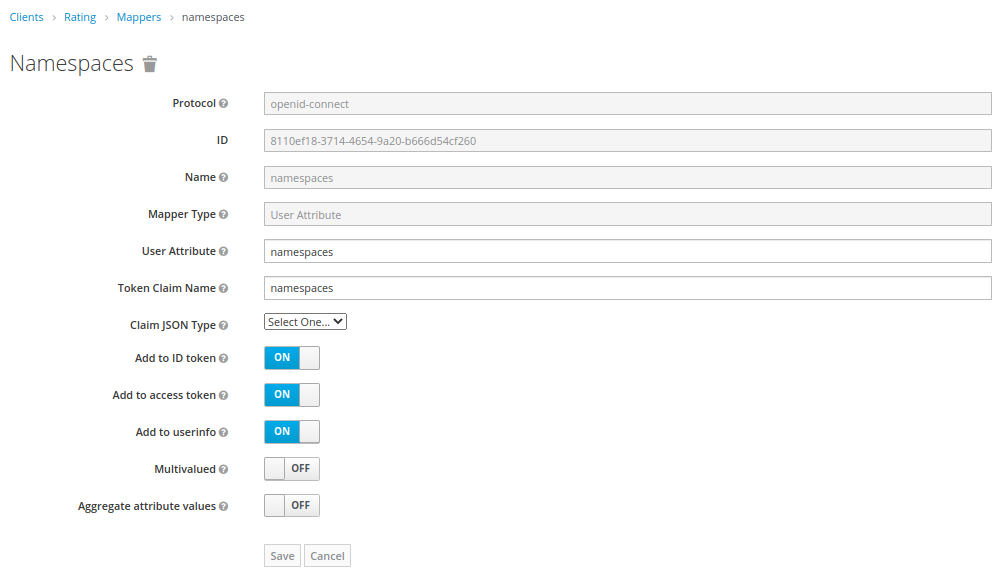 Clients > Rating > Mappers > namespaces
Namespaces
Protocol openid-connect
ID 8110ef18-3714-4654-9a20-b666d54cf260
Name namespaces
Mapper Type User Attribute
User Attribute namespaces
Token Claim Name namespaces
Claim JSON Type Select One...
Add to ID token ON
Add to access token ON
Add to userinfo ON
Multivalued OFF
Aggregate attribute values OFF
Save Cancel